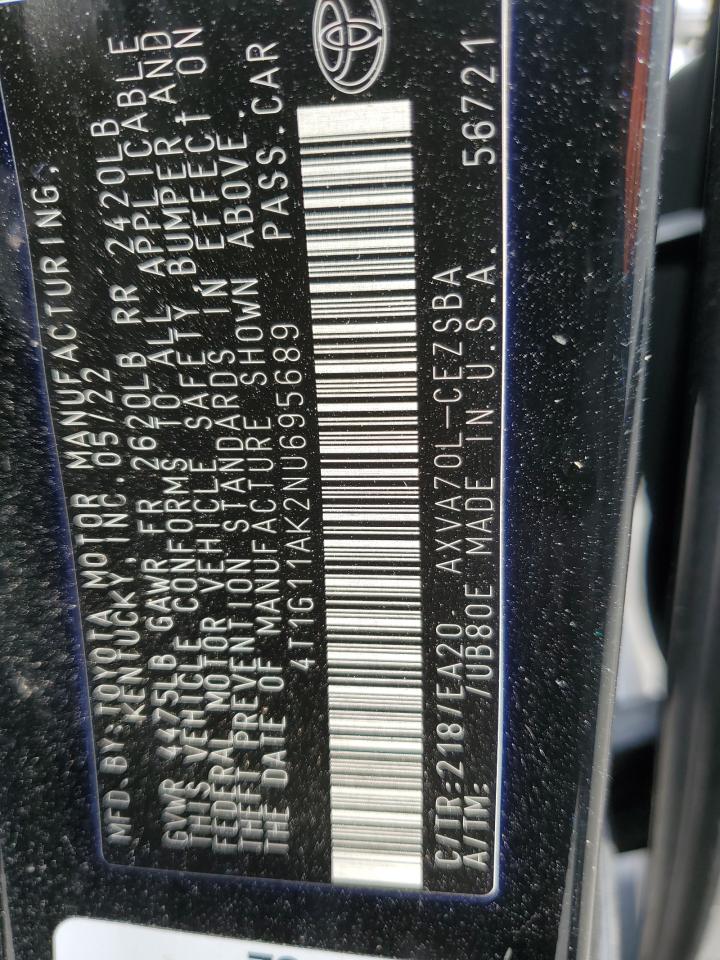 MFD.BY:TOYOTA MOTOR MANUFACTURING,
KENTUCKY INC. 05/22
GVWR 4475LB GAWR FR 2620LB RR 2420LB
THIS VEHICLE CONFORMS TO ALL APPLICABLE
FEDERAL MOTOR VEHICLE SAFETY, BUMPER AND
THEFT PREVENTION STANDARDS IN EFFECT ON
THE DATE OF MANUFACTURE SHOWN ABOVE.
4T1G11AK2NU695689 PASS.CAR
C/TR:218/EA20 AXVA70L-CEZSBA
A/TM: /UB80E MADE IN U.S.A. 56721